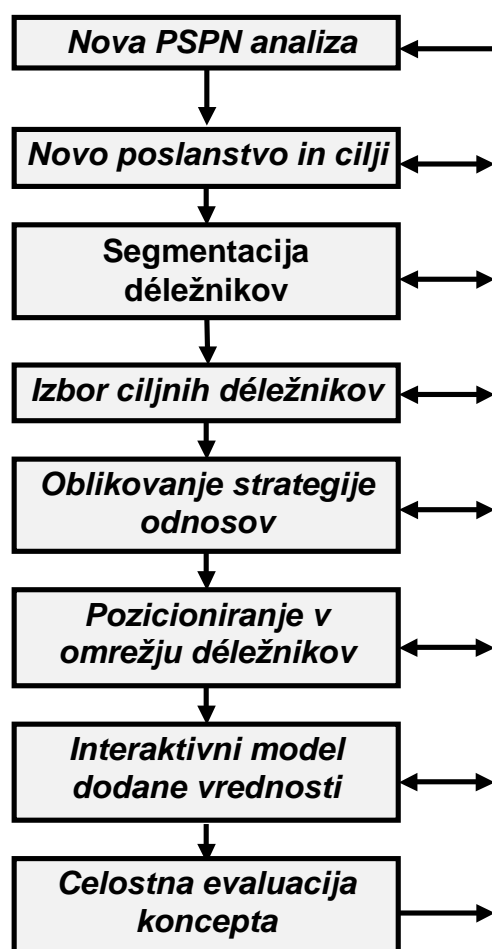 Nova PSPN analiza
Novo poslanstvo in cilji
Segmentacija
déležnikov
Izbor ciljnih déležnikov
Oblikovanje strategije
odnosov
Pozicioniranje v
omrežju déležnikov
Interaktivni model
dodane vrednosti
Celostna evaluacija
koncepta